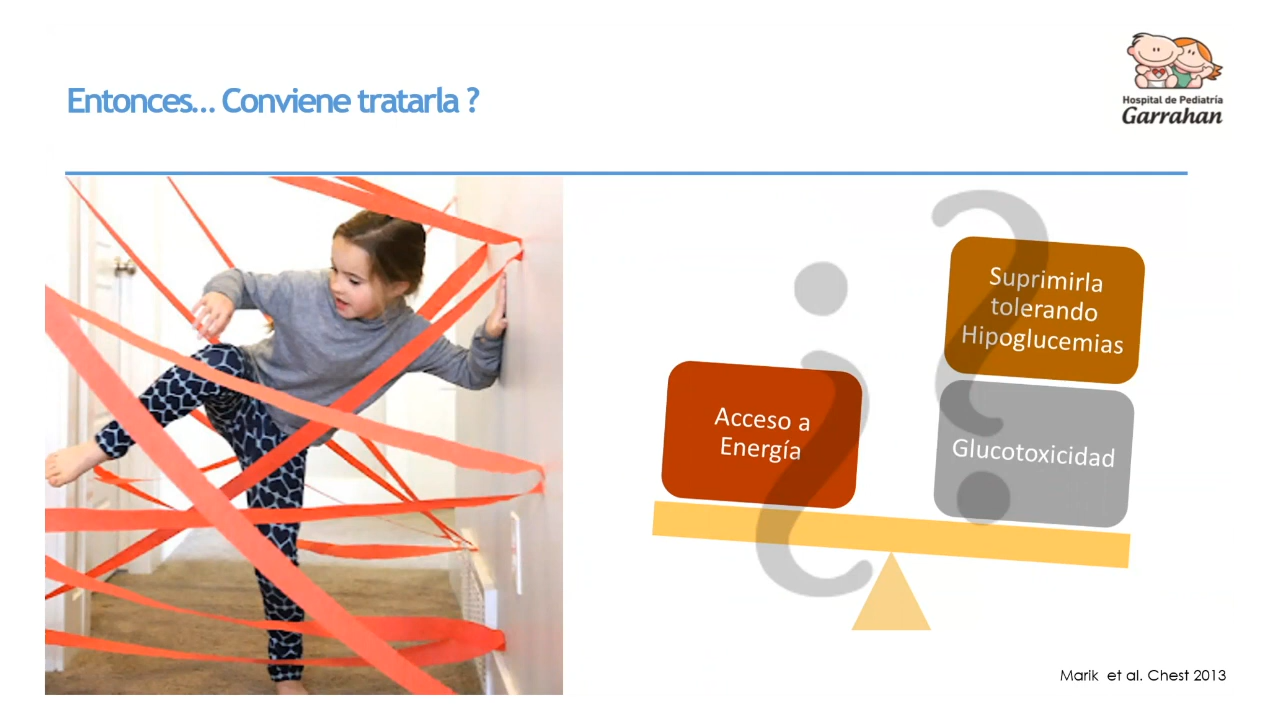 Entonces... Conviene tratarla ?
Hospital de Pediatría
Garrahan
¿ ?
Suprimirla
tolerando
Hipoglucemias
Acceso a
Energía
Glucotoxicidad
Marik et al. Chest 2013